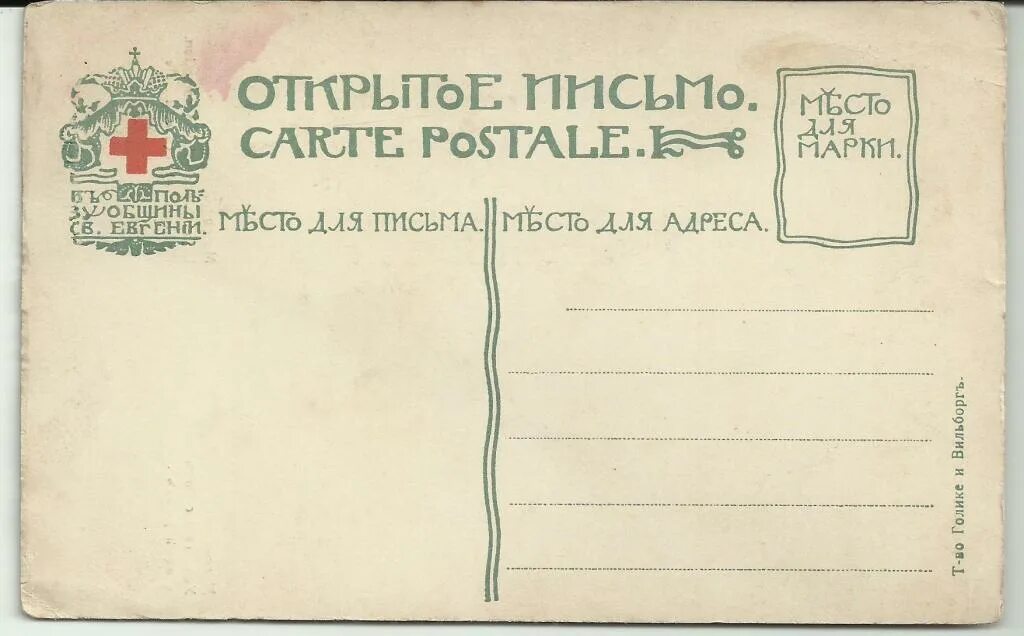 ОТКРЫТОЕ ПИСЬМО.
CARTE POSTALE.
МѢСТО
ДЛЯ
МАРКИ.
ВЪ ПОЛЬ=
ЗУ ОБЩИНЫ
СВ. ЕВГЕНІИ.
МѢСТО ДЛЯ ПИСЬМА.
МѢСТО ДЛЯ АДРЕСА.
Т-во Голике и Вильборгъ.